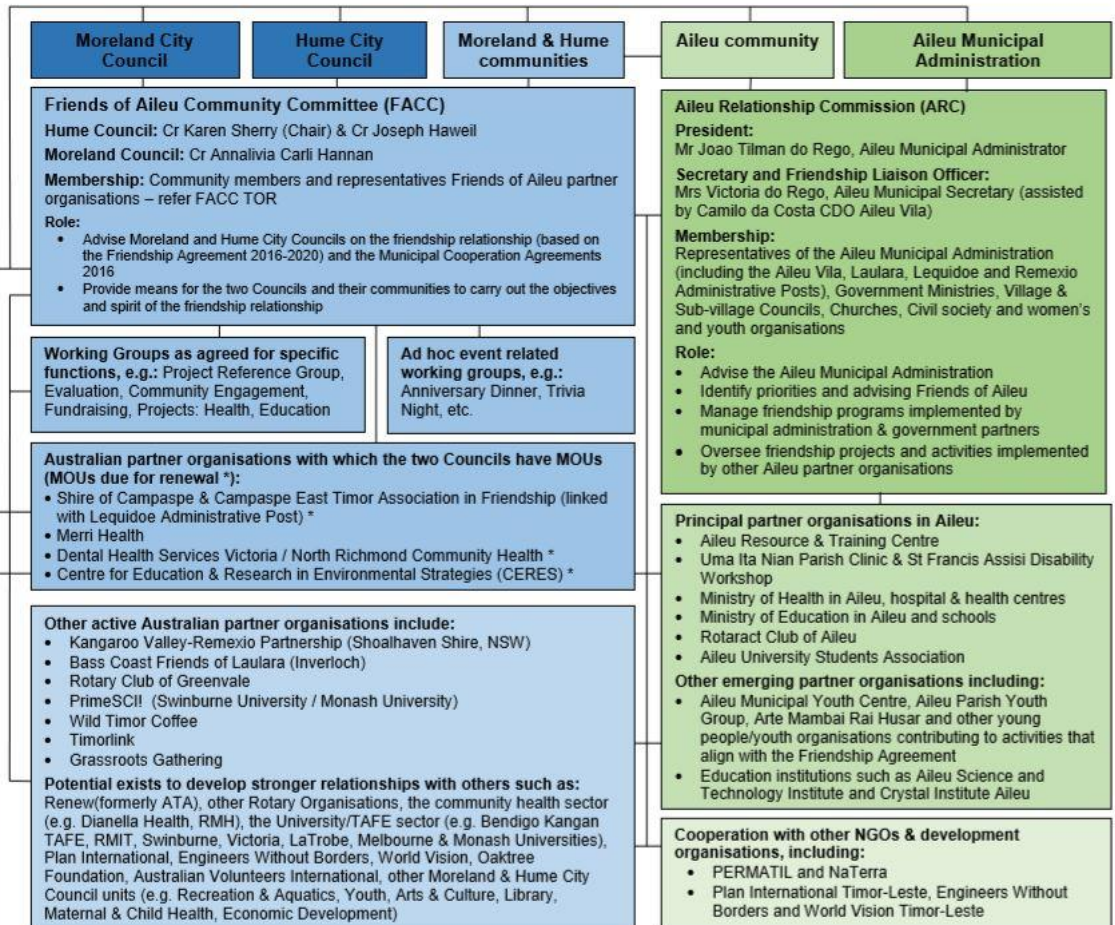 Moreland City
Council
Hume City
Council
Moreland & Hume
communities
Aileu community
Aileu Municipal
Administration
Friends of Aileu Community Committee (FACC)
Hume Council: Cr Karen Sherry (Chair) & Cr Joseph Haweil
Moreland Council: Cr Annalivia Carli Hannan
Membership: Community members and representatives Friends of Aileu partner
organisations – refer FACC TOR
Role:
• Advise Moreland and Hume City Councils on the friendship relationship (based on
the Friendship Agreement 2016-2020) and the Municipal Cooperation Agreements
2016
• Provide means for the two Councils and their communities to carry out the objectives
and spirit of the friendship relationship
Working Groups as agreed for specific
functions, e.g.: Project Reference Group,
Evaluation, Community Engagement,
Fundraising, Projects: Health, Education
Ad hoc event related
working groups, e.g.:
Anniversary Dinner, Trivia
Night, etc.
Australian partner organisations with which the two Councils have MOUs
(MOUs due for renewal *):
• Shire of Campaspe & Campaspe East Timor Association in Friendship (linked
with Lequidoe Administrative Post) *
• Merri Health
• Dental Health Services Victoria / North Richmond Community Health *
• Centre for Education & Research in Environmental Strategies (CERES) *
Other active Australian partner organisations include:
• Kangaroo Valley-Remexio Partnership (Shoalhaven Shire, NSW)
• Bass Coast Friends of Laulara (Inverloch)
• Rotary Club of Greenvale
• PrimeSCI! (Swinburne University / Monash University)
• Wild Timor Coffee
• Timorlink
• Grassroots Gathering
Potential exists to develop stronger relationships with others such as:
Renew(formerly ATA), other Rotary Organisations, the community health sector
(e.g. Dianella Health, RMH), the University/TAFE sector (e.g. Bendigo Kangan
TAFE, RMIT, Swinburne, Victoria, LaTrobe, Melbourne & Monash Universities),
Plan International, Engineers Without Borders, World Vision, Oaktree
Foundation, Australian Volunteers International, other Moreland & Hume City
Council units (e.g. Recreation & Aquatics, Youth, Arts & Culture, Library,
Maternal & Child Health, Economic Development)
Aileu Relationship Commission (ARC)
President:
Mr Joao Tilman do Rego, Aileu Municipal Administrator
Secretary and Friendship Liaison Officer:
Mrs Victoria do Rego, Aileu Municipal Secretary (assisted
by Camilo da Costa CDO Aileu Vila)
Membership:
Representatives of the Aileu Municipal Administration
(including the Aileu Vila, Laulara, Lequidoe and Remexio
Administrative Posts), Government Ministries, Village &
Sub-village Councils, Churches, Civil society and women's
and youth organisations
Role:
• Advise the Aileu Municipal Administration
• Identify priorities and advising Friends of Aileu
• Manage friendship programs implemented by
municipal administration & government partners
• Oversee friendship projects and activities implemented
by other Aileu partner organisations
Principal partner organisations in Aileu:
• Aileu Resource & Training Centre
• Uma Ita Nian Parish Clinic & St Francis Assisi Disability
Workshop
• Ministry of Health in Aileu, hospital & health centres
• Ministry of Education in Aileu and schools
• Rotaract Club of Aileu
• Aileu University Students Association
Other emerging partner organisations including:
• Aileu Municipal Youth Centre, Aileu Parish Youth
Group, Arte Mambai Rai Husar and other young
people/youth organisations contributing to activities that
align with the Friendship Agreement
• Education institutions such as Aileu Science and
Technology Institute and Crystal Institute Aileu
Cooperation with other NGOs & development
organisations, including:
• PERMATIL and NaTerra
• Plan International Timor-Leste, Engineers Without
Borders and World Vision Timor-Leste